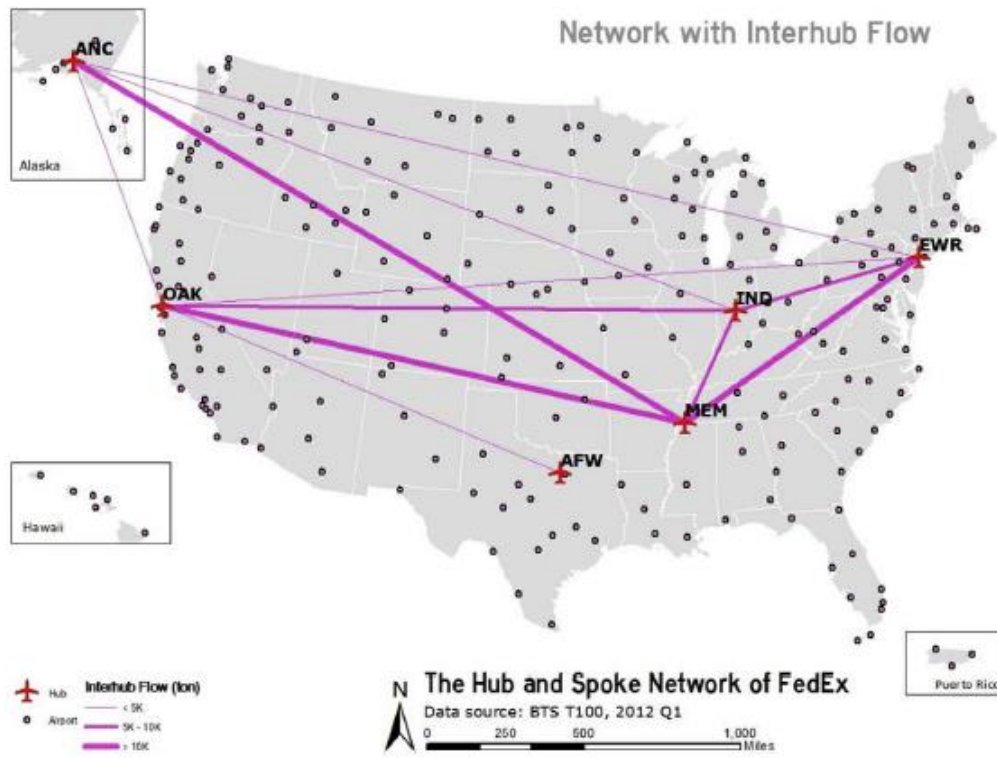 Network with Interhub Flow
ANC
Alaska
EWR
OAK
IND
MEM
AFW
Hawaii
Puerto Rico
Hub
Airport
Interhub Flow (ton)
< 5K
5K - 10K
> 10K
N
The Hub and Spoke Network of FedEx
Data source: BTS T100, 2012 Q1
0 250 500 1,000
Miles